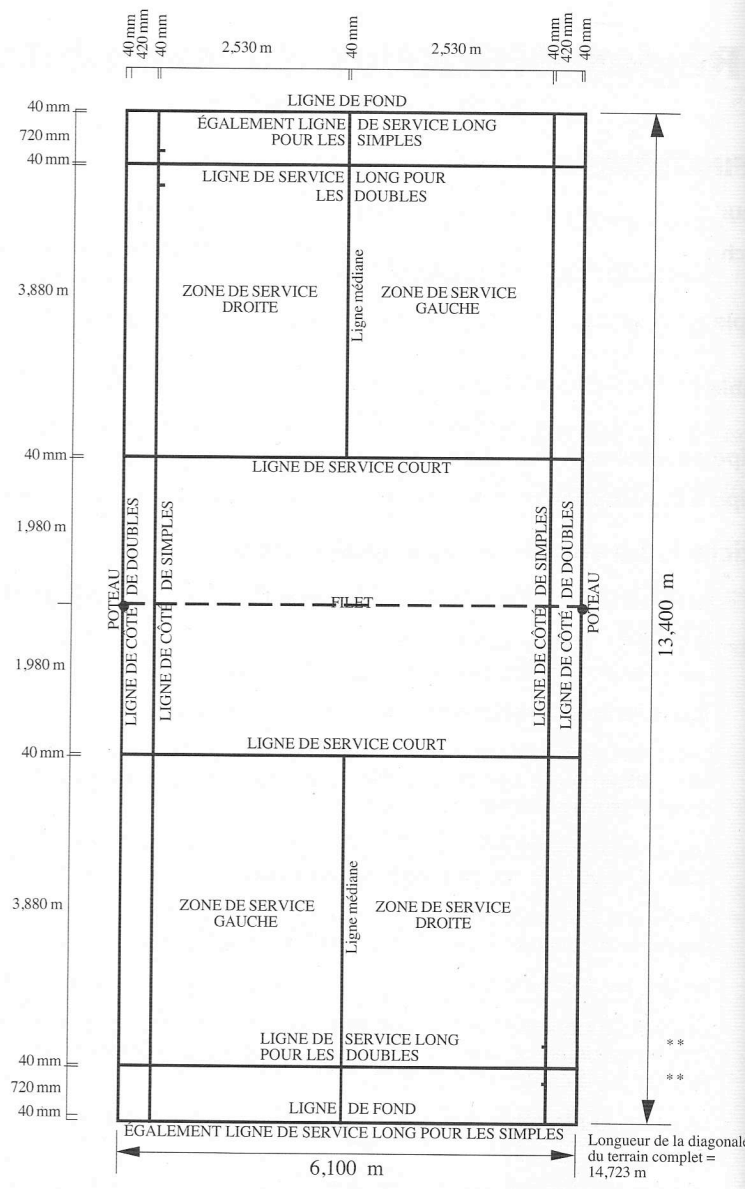 40 mm
420 mm
40 mm
2,530 m
40 mm
2,530 m
40 mm
420 mm
40 mm
40 mm
LIGNE DE FOND
720 mm
ÉGALEMENT LIGNE DE SERVICE LONG
POUR LES SIMPLES
40 mm
LIGNE DE SERVICE LONG POUR
LES DOUBLES
3,880 m
ZONE DE SERVICE
DROITE
Ligne médiane
ZONE DE SERVICE
GAUCHE
40 mm
LIGNE DE SERVICE COURT
1,980 m
POTEAU
LIGNE DE CÔTÉ DE DOUBLES
LIGNE DE CÔTÉ DE SIMPLES
FILET
LIGNE DE CÔTÉ DE SIMPLES
LIGNE DE CÔTÉ DE DOUBLES
POTEAU
13,400 m
1,980 m
40 mm
LIGNE DE SERVICE COURT
3,880 m
ZONE DE SERVICE
GAUCHE
Ligne médiane
ZONE DE SERVICE
DROITE
LIGNE DE SERVICE LONG
POUR LES DOUBLES
**
40 mm
**
720 mm
40 mm
LIGNE DE FOND
ÉGALEMENT LIGNE DE SERVICE LONG POUR LES SIMPLES
6,100 m
Longueur de la diagonale
du terrain complet =
14,723 m